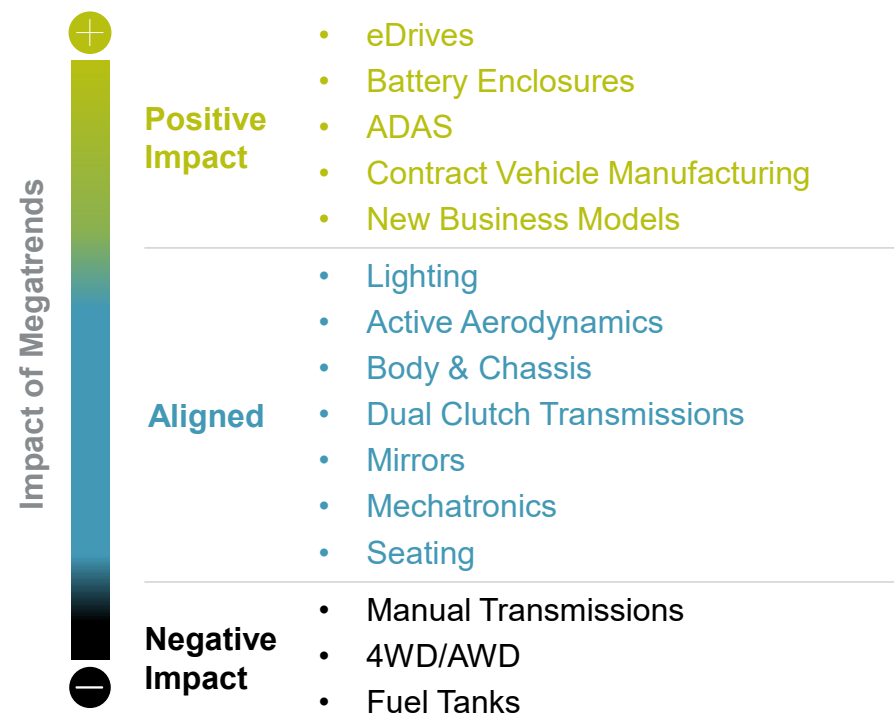 Impact of Megatrends
Positive
Impact
• eDrives
• Battery Enclosures
• ADAS
• Contract Vehicle Manufacturing
• New Business Models
Aligned
• Lighting
• Active Aerodynamics
• Body & Chassis
• Dual Clutch Transmissions
• Mirrors
• Mechatronics
• Seating
Negative
Impact
• Manual Transmissions
• 4WD/AWD
• Fuel Tanks